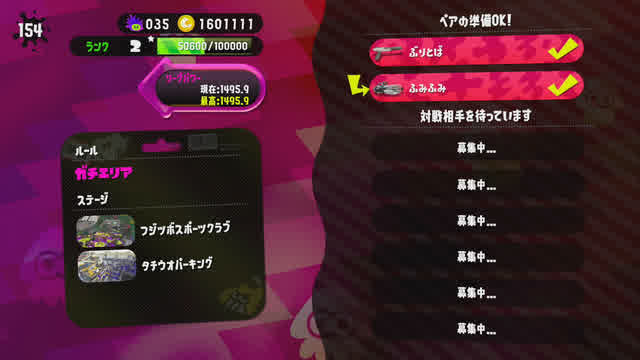 154
035 1601111
ランク 2 50600/100000
リーグパワー
現在:1495.9
最高:1495.9
ルール
ガチエリア
ステージ
フジツボスポーツクラブ
タチウオパーキング
ペアの準備OK!
ぷりとぱ
ふみふみ
対戦相手を待っています
募集中...
募集中...
募集中...
募集中...
募集中...
募集中...